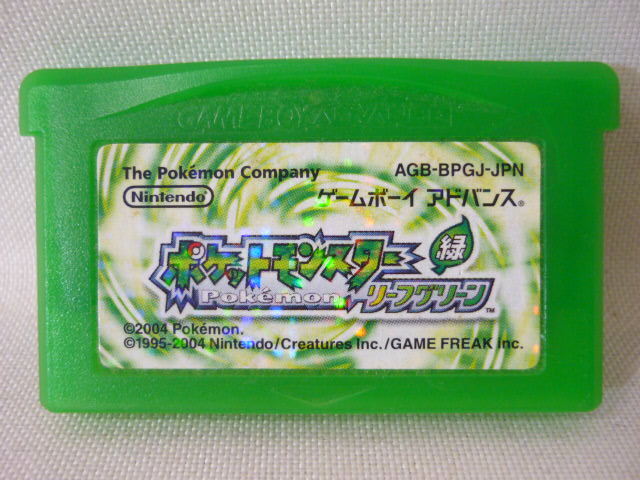 GAME BOY ADVANCE
The Pokémon Company
AGB-BPGJ-JPN
Nintendo
ゲームボーイ アドバンス®
ポケットモンスター
緑
Pokémon
リーフグリーン™
©2004 Pokémon.
©1995-2004 Nintendo/Creatures Inc./GAME FREAK inc.